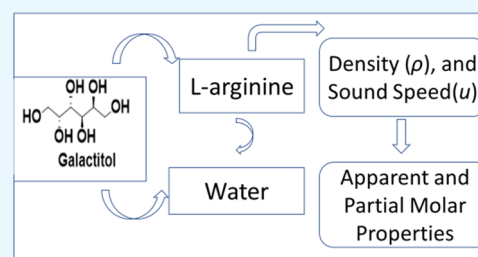 OH OH
HO
OH
OH OH
Galactitol
L-arginine
Water
Density (ρ), and
Sound Speed(u)
Apparent and
Partial Molar
Properties